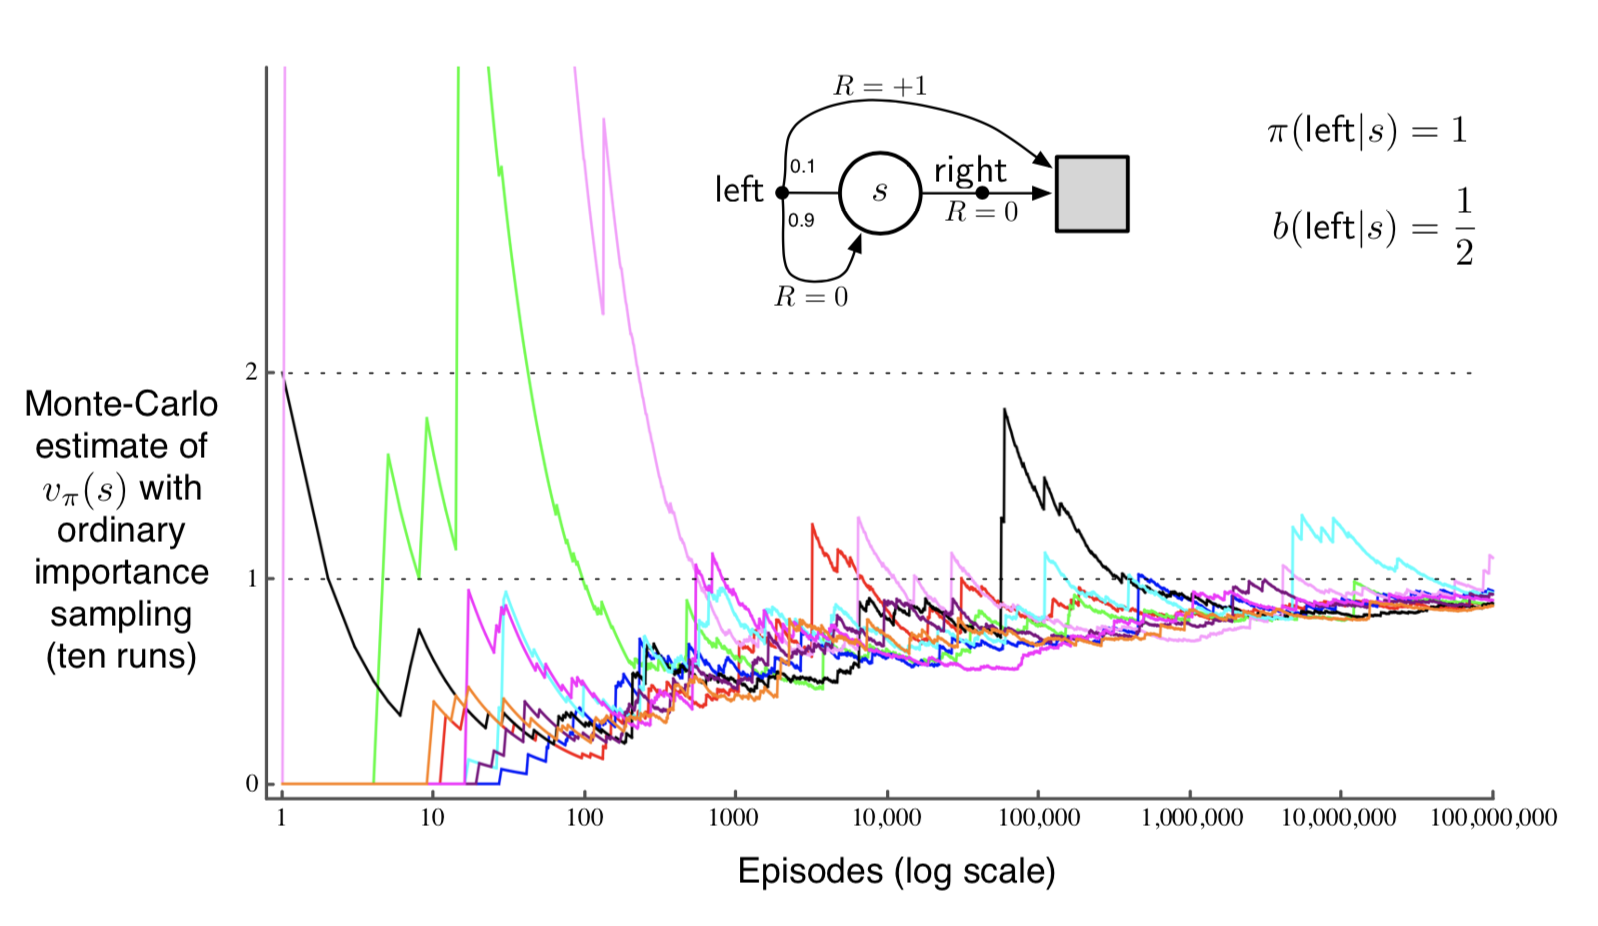 R = +1
π(left|s) = 1
0.1
left
s
right
R = 0
0.9
b(left|s) = 1/2
R = 0
2
Monte-Carlo
estimate of
vπ(s) with
ordinary
importance
sampling
(ten runs)
1
0
1
10
100
1000
10,000
100,000
1,000,000
10,000,000
100,000,000
Episodes (log scale)